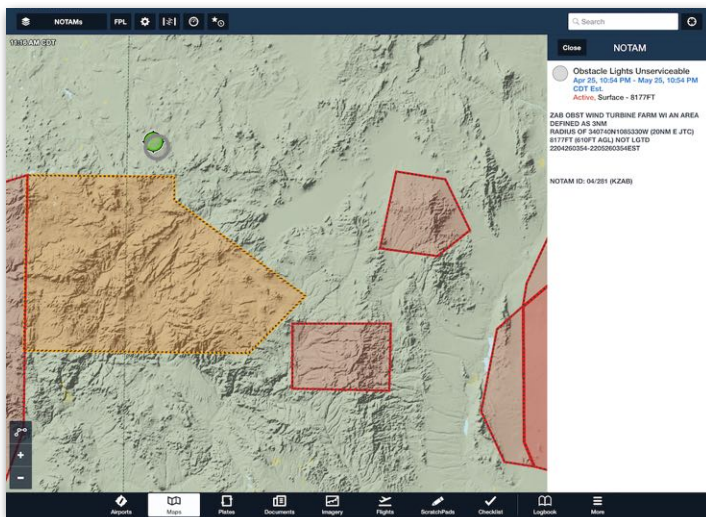 NOTAMs
FPL
Search
11:15 AM CDT
Close
NOTAM
Obstacle Lights Unserviceable
Apr 25, 10:54 PM - May 25, 10:54 PM
CDT Est.
Active, Surface - 8177FT
ZAB OBST WIND TURBINE FARM WI AN AREA
DEFINED AS 3NM
RADIUS OF 340740N1085330W (20NM E JTC)
8177FT (610FT AGL) NOT LGTD
2204260354-2205260354EST
NOTAM ID: 04/281 (KZAB)
Airports
Maps
Plates
Documents
Imagery
Flights
ScratchPads
Checklist
Logbook
More